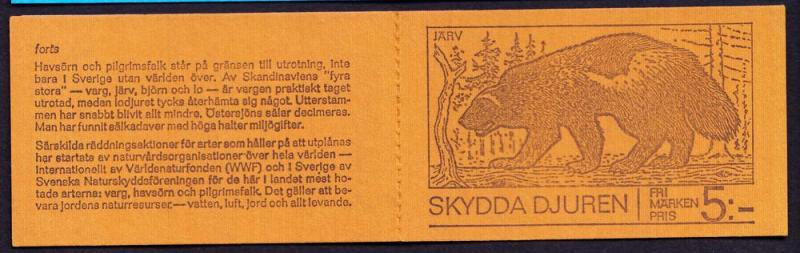 forts
Havsörn och pilgrimsfalk står på gränsen till utrotning, inte
bara i Sverige utan världen över. Av Skandinaviens "fyra
stora" — varg, järv, björn och lo — är vargen praktiskt taget
utrotad, medan lodjuret tycks återhämta sig något. Utterstam-
men har snabbt blivit allt mindre. Östersjöns sälar decimeras.
Man har funnit sälkadaver med höga halter miljögifter.
Särskilda räddningsaktioner för arter som håller på att utplånas
har startats av naturvårdsorganisationer över hela världen —
internationellt av Världsnaturfonden (WWF) och i Sverige av
Svenska Naturskyddsföreningen för de här i landet mest ho-
tade arterna: varg, havsörn och pilgrimsfalk. Det gäller att be-
vara jordens naturresurser — vatten, luft, jord och allt levande.
JÄRV
SKYDDA DJUREN
FRI
MÄRKEN
PRIS
5:-